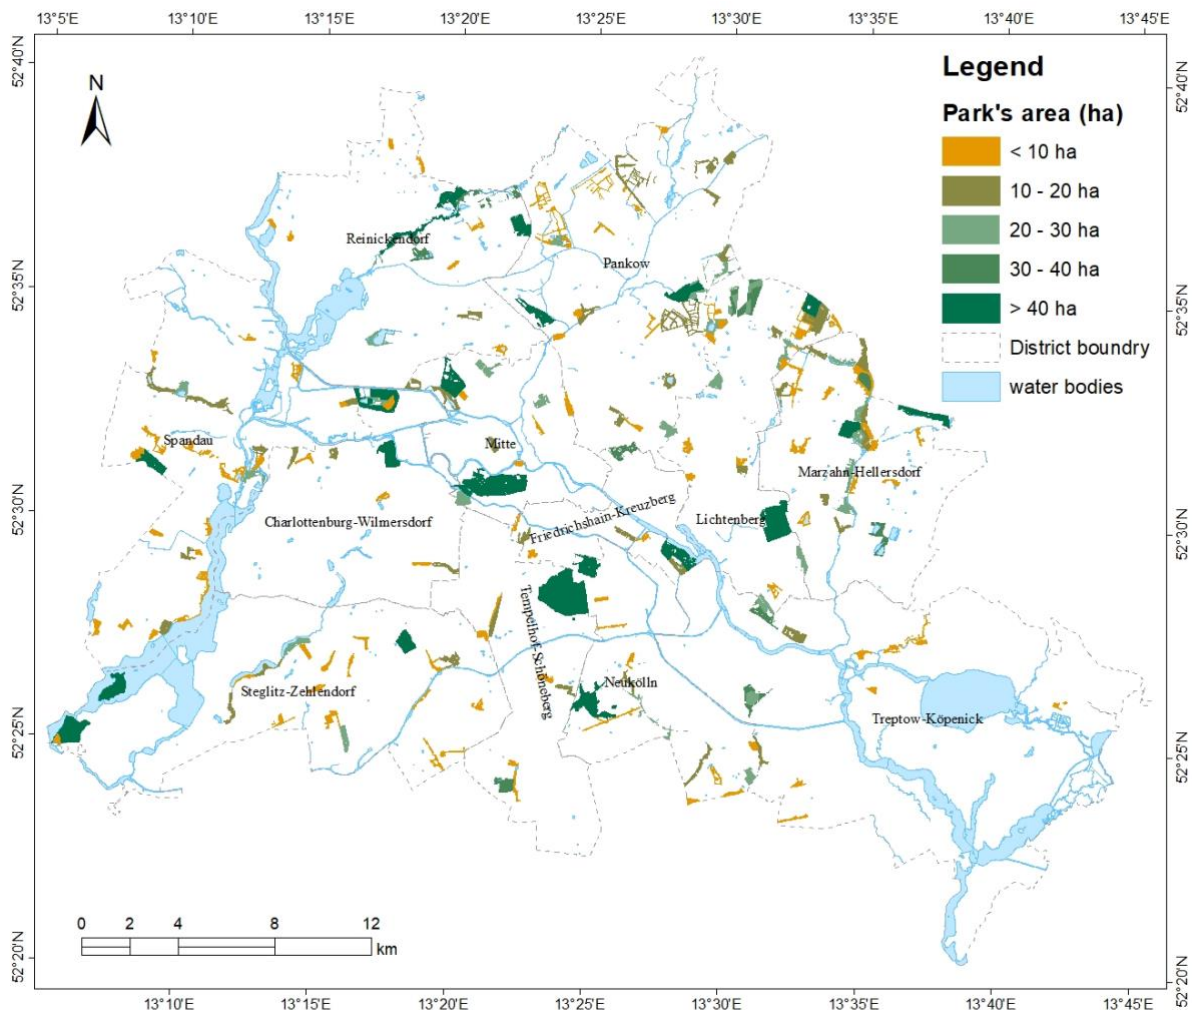 13°5'E 13°10'E 13°15'E 13°20'E 13°25'E 13°30'E 13°35'E 13°40'E 13°45'E
52°40'N
52°40'N
N
Legend
Park's area (ha)
< 10 ha
10 - 20 ha
20 - 30 ha
30 - 40 ha
> 40 ha
District boundry
water bodies
Reinickendorf
Pankow
52°35'N
52°35'N
Spandau
Mitte
Marzahn-Hellersdorf
Charlottenburg-Wilmersdorf
Friedrichshain-Kreuzberg
Lichtenberg
52°30'N
52°30'N
Tempelhof-Schöneberg
Neukölln
Steglitz-Zehlendorf
Treptow-Köpenick
52°25'N
52°25'N
0 2 4 8 12
km
52°20'N
52°20'N
13°10'E 13°15'E 13°20'E 13°25'E 13°30'E 13°35'E 13°40'E 13°45'E